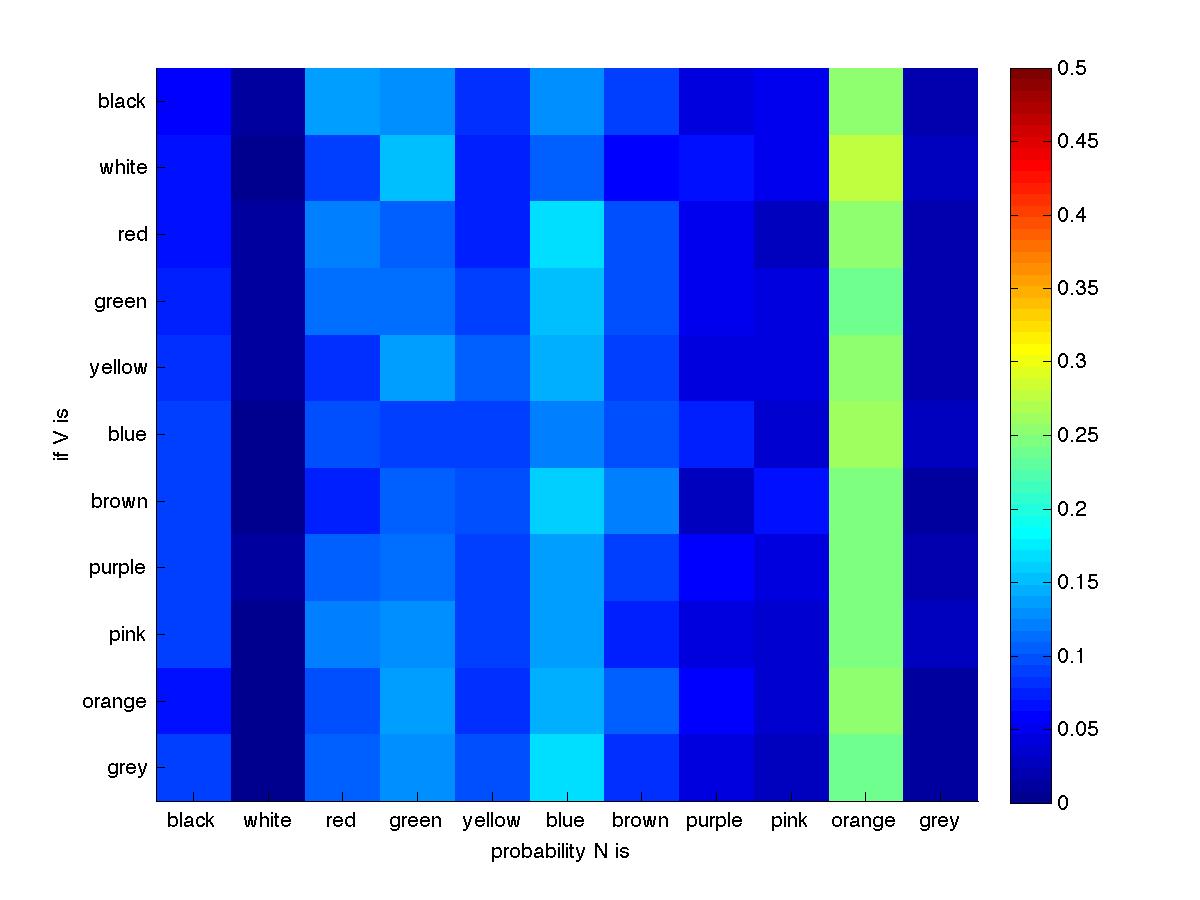 black
white
red
green
yellow
blue
brown
purple
pink
orange
grey
if V is
black white red green yellow blue brown purple pink orange grey
probability N is
0.5
0.45
0.4
0.35
0.3
0.25
0.2
0.15
0.1
0.05
0